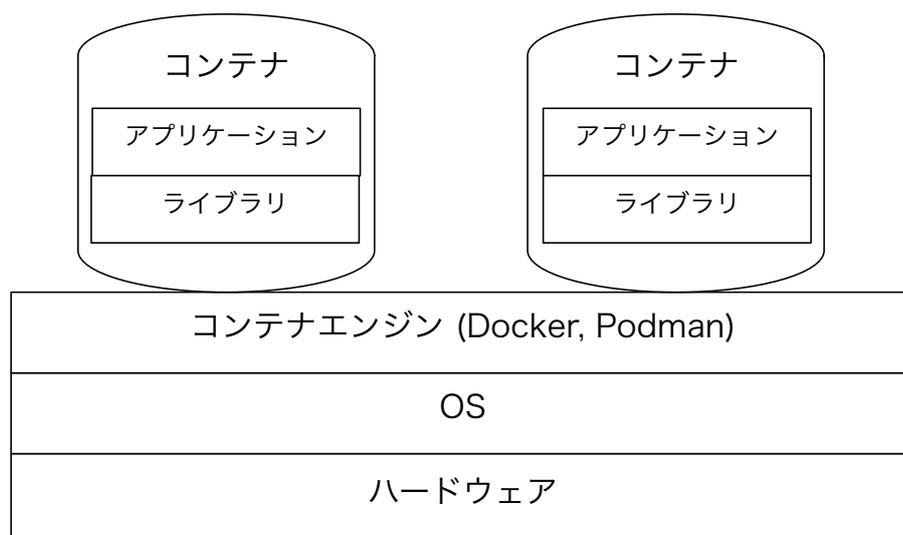 コンテナ
アプリケーション
ライブラリ
コンテナ
アプリケーション
ライブラリ
コンテナエンジン (Docker, Podman)
OS
ハードウェア